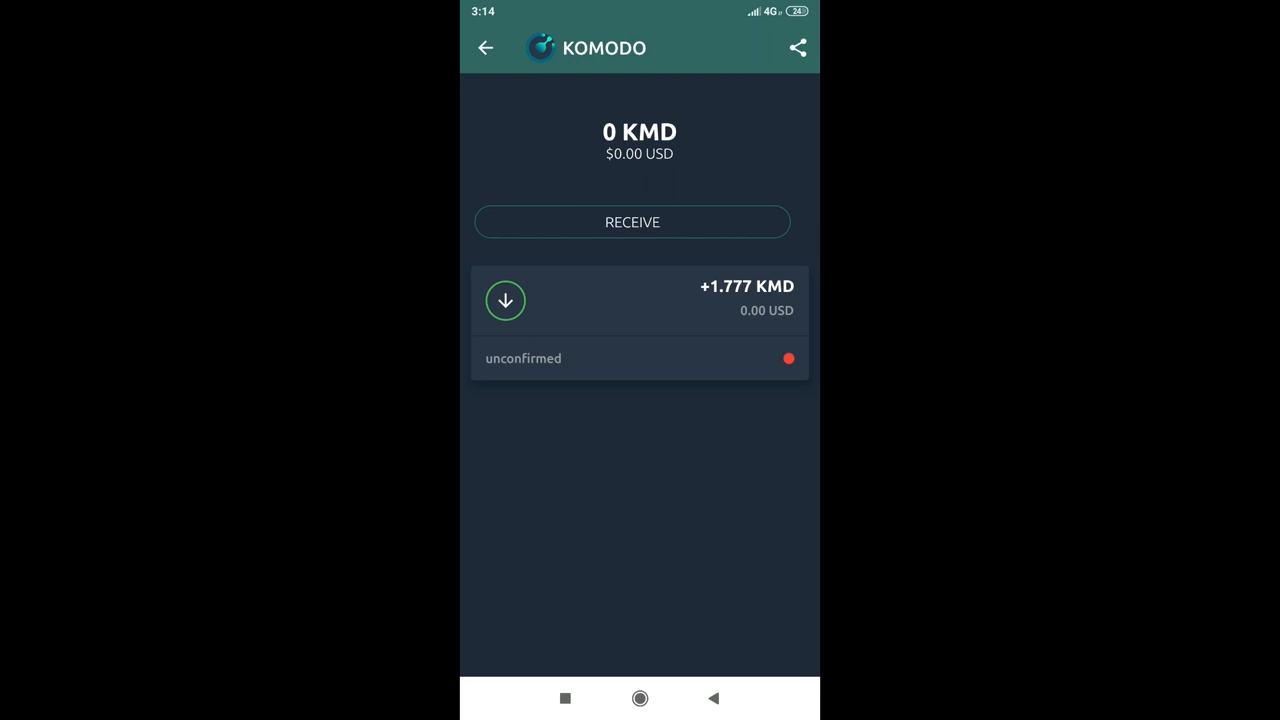 3:14 4G 24
KOMODO
0 KMD
$0.00 USD
RECEIVE
+1.777 KMD
0.00 USD
unconfirmed